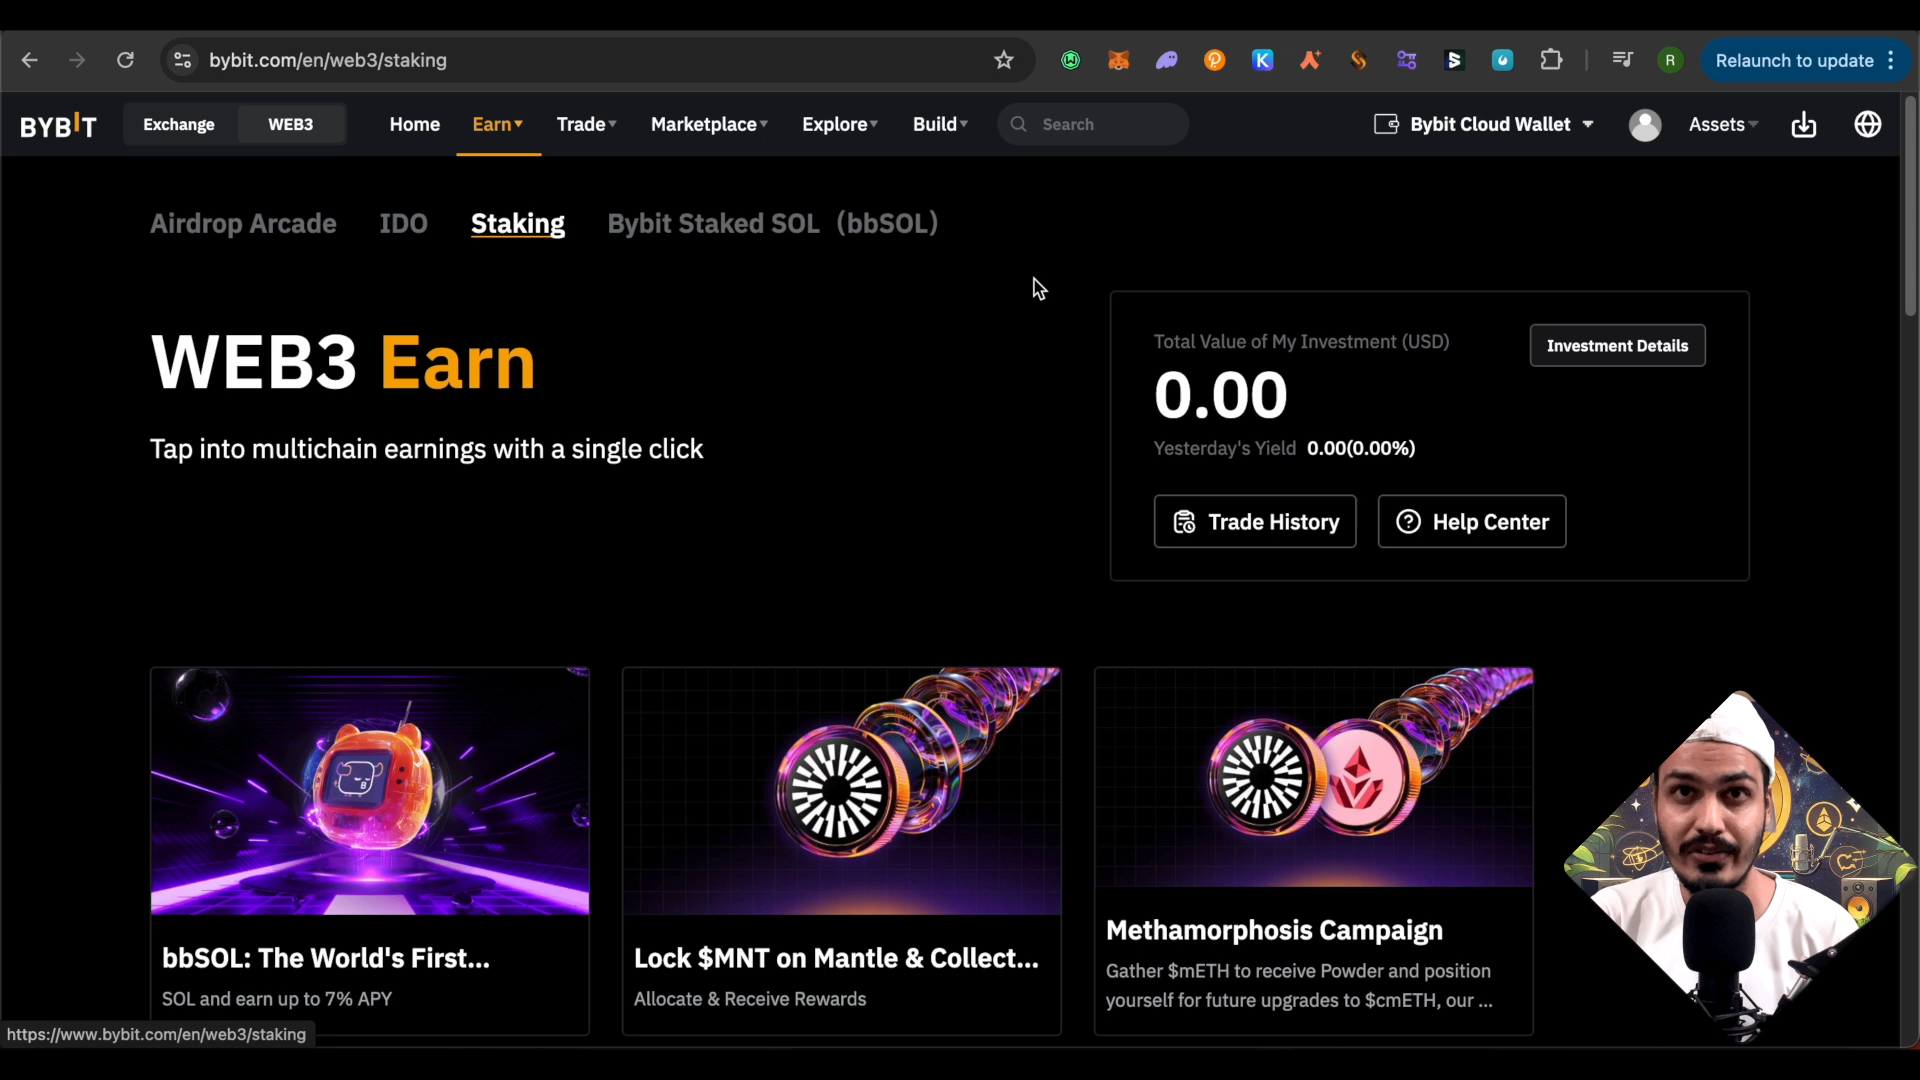 bybit.com/en/web3/staking
R
Relaunch to update
BYBIT
Exchange
WEB3
Home
Earn
Trade
Marketplace
Explore
Build
Search
Bybit Cloud Wallet
Assets
Airdrop Arcade
IDO
Staking
Bybit Staked SOL (bbSOL)
WEB3 Earn
Tap into multichain earnings with a single click
Total Value of My Investment (USD)
Investment Details
0.00
Yesterday's Yield 0.00(0.00%)
Trade History
Help Center
bbSOL: The World's First...
SOL and earn up to 7% APY
Lock $MNT on Mantle & Collect...
Allocate & Receive Rewards
Methamorphosis Campaign
Gather $mETH to receive Powder and position
yourself for future upgrades to $cmETH, our ...
https://www.bybit.com/en/web3/staking